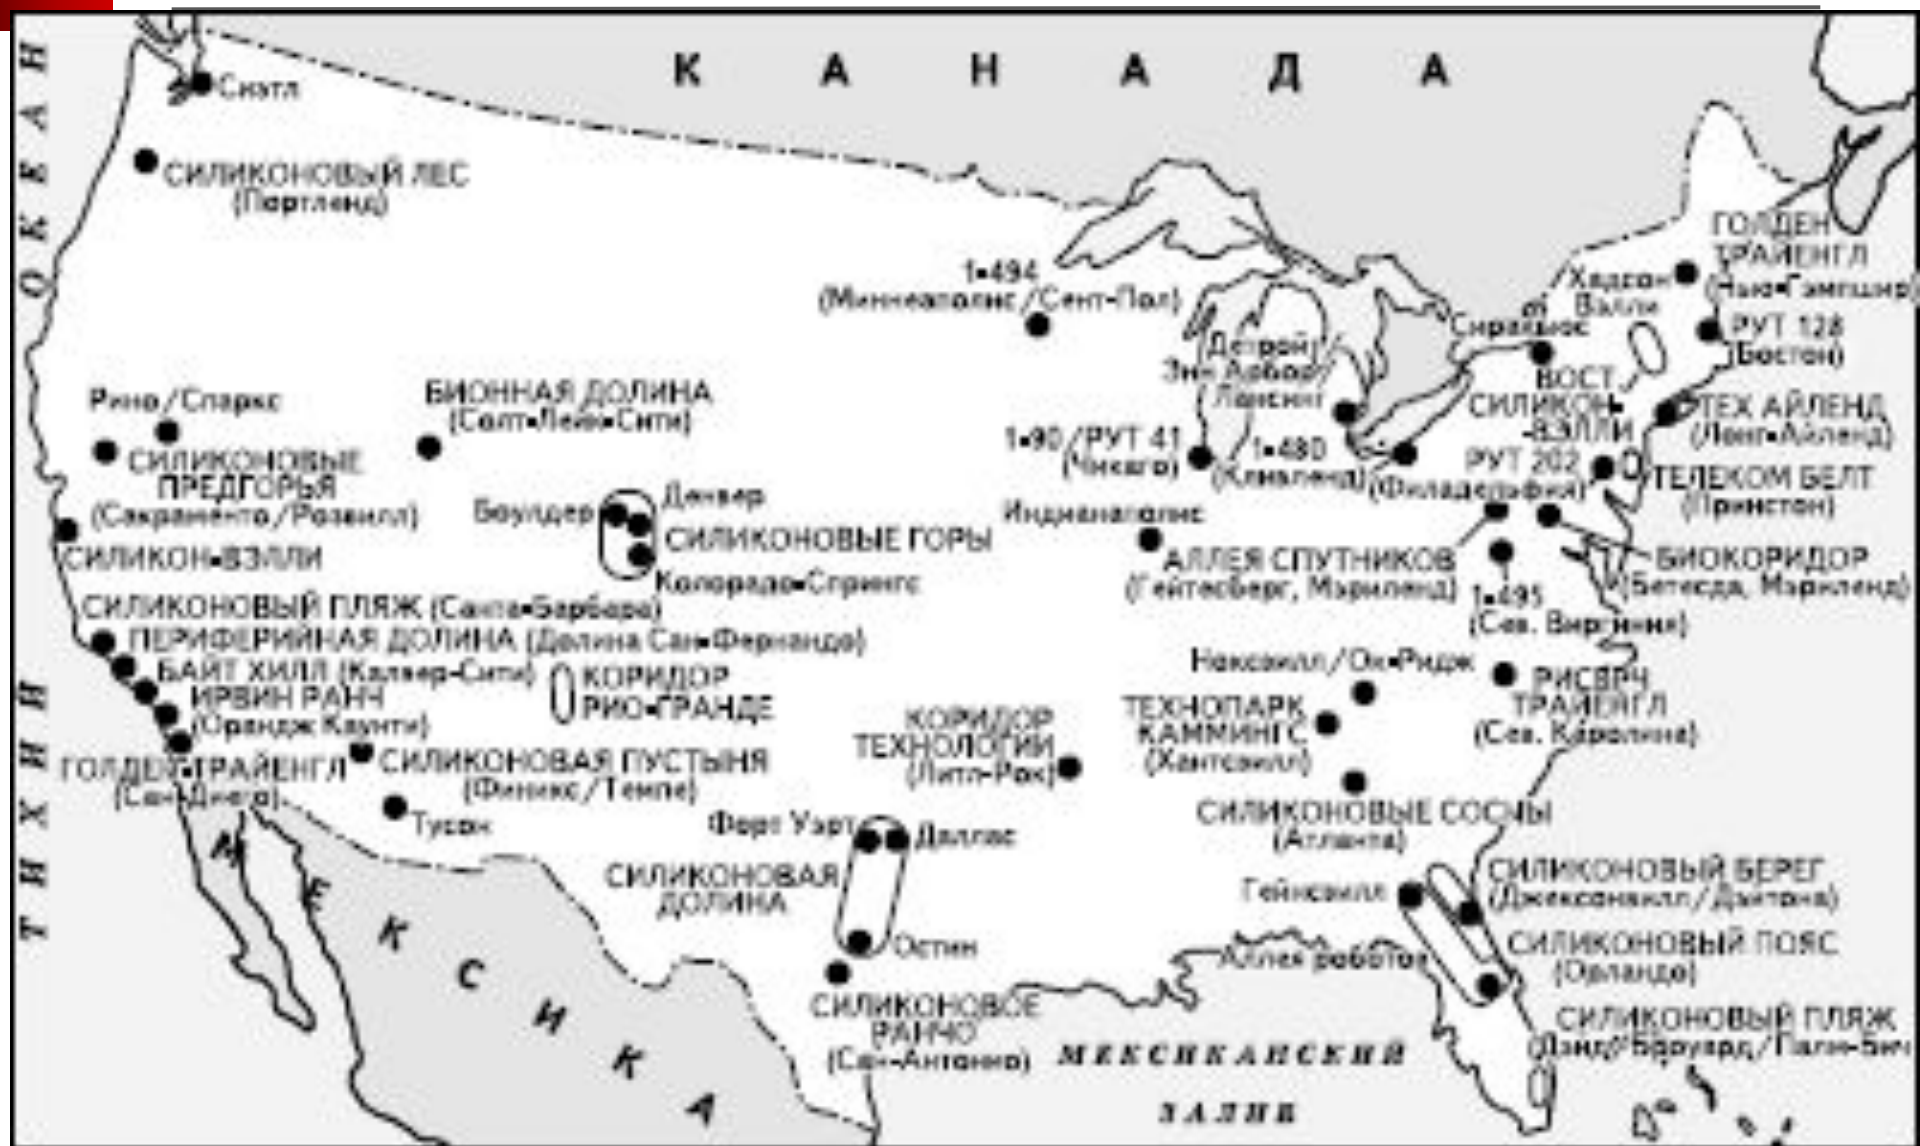 КАНАДА
ОКЕАН
ТИХИЙ
Сиэтл
СИЛИКОНОВЫЙ ЛЕС
(Портленд)
1-494
(Миннеаполис/Сент-Пол)
ГОЛДЕН
ТРАЙЕНГЛ
(Нью-Гэмпшир)
Хадсон
Вэлли
Сиракьюс
РУТ 128
(Бостон)
Детройт/
Энн Арбор/
Лансинг
ВОСТ.
СИЛИКОН-
-ВЭЛЛИ
ТЕХ АЙЛЕНД
(Лонг-Айленд)
Рино/Спаркс
БИОННАЯ ДОЛИНА
(Солт-Лейк-Сити)
СИЛИКОНОВЫЕ
ПРЕДГОРЬЯ
(Сакраменто/Розвилл)
1-90/РУТ 41
(Чикаго)
1-480
(Кливленд)
РУТ 202
(Филадельфия)
ТЕЛЕКОМ БЕЛТ
(Принстон)
Боулдер
Денвер
СИЛИКОНОВЫЕ ГОРЫ
Колорадо-Спрингс
Индианаполис
СИЛИКОН-ВЭЛЛИ
АЛЛЕЯ СПУТНИКОВ
(Гейтесберг, Мэриленд)
БИОКОРИДОР
(Бетесда, Мэриленд)
1-495
(Сев. Виргиния)
СИЛИКОНОВЫЙ ПЛЯЖ (Санта-Барбара)
ПЕРИФЕРИЙНАЯ ДОЛИНА (Долина Сан-Фернандо)
БАЙТ ХИЛЛ (Калвер-Сити)
ИРВИН РАНЧ
(Орандж Каунти)
КОРИДОР
РИО-ГРАНДЕ
Ноксвилл/Ок-Ридж
РИСЕРЧ
ТРАЙЕНГЛ
(Сев. Каролина)
КОРИДОР
ТЕХНОЛОГИИ
(Литл-Рок)
ТЕХНОПАРК
КАММИНГС
(Хантсвилл)
ГОЛДЕН-ТРАЙЕНГЛ
(Сан-Диего)
СИЛИКОНОВАЯ ПУСТЫНЯ
(Финикс/Темпе)
Тусон
СИЛИКОНОВЫЕ СОСНЫ
(Атланта)
Форт Уэрт
Даллас
СИЛИКОНОВАЯ
ДОЛИНА
Остин
Гейнсвилл
СИЛИКОНОВЫЙ БЕРЕГ
(Джексонвилл/Дэйтона)
СИЛИКОНОВЫЙ ПОЯС
(Орландо)
Аллея роботов
СИЛИКОНОВОЕ
РАНЧО
(Сан-Антонио)
СИЛИКОНОВЫЙ ПЛЯЖ
МЕКСИКА
МЕКСИКАНСКИЙ
ЗАЛИВ